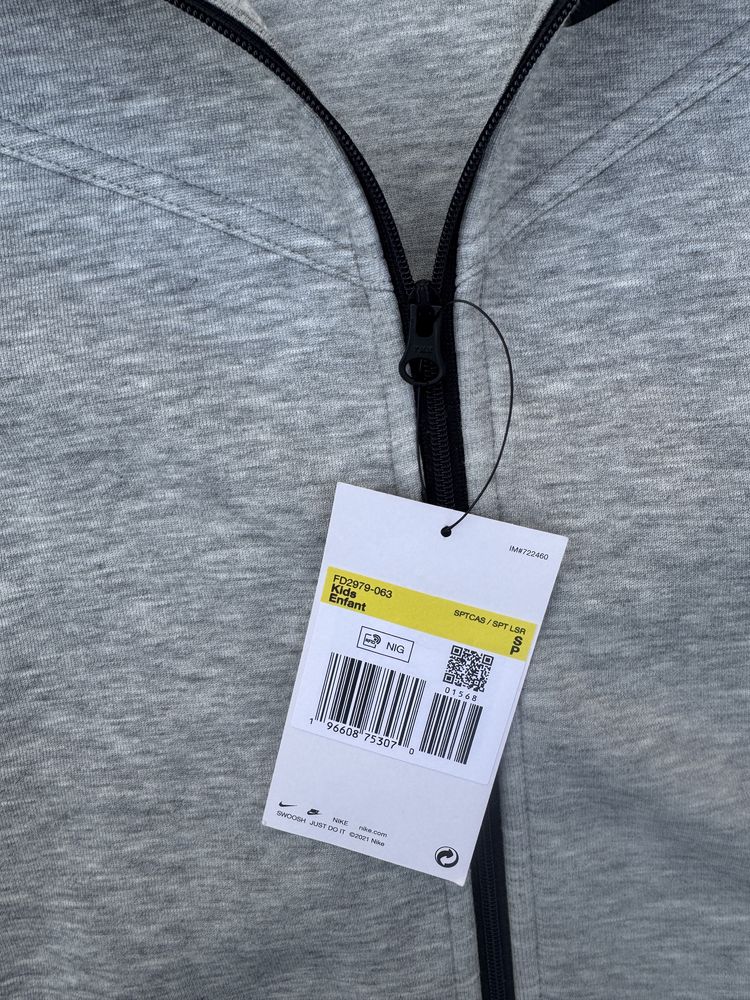 IM#722460
FD2979-063
Kids
Enfant
SPTCAS / SPT LSR
S
P
RFID
NIG
01568
1 96608 75307 0
NIKE nike.com
SWOOSH JUST DO IT ©2021 Nike